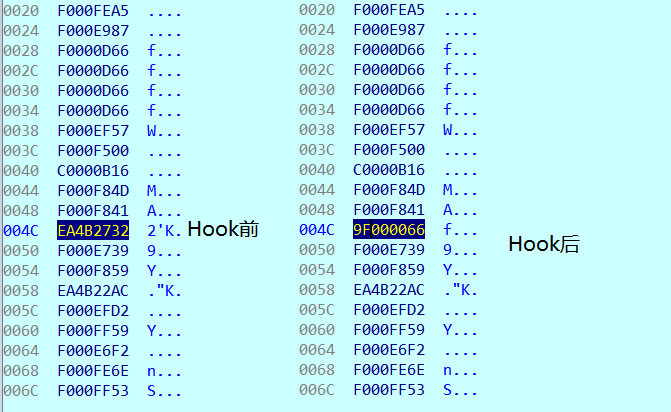 0020 F000FEA5 .... 0020 F000FEA5 ....
0024 F000E987 .... 0024 F000E987 ....
0028 F0000D66 f... 0028 F0000D66 f...
002C F0000D66 f... 002C F0000D66 f...
0030 F0000D66 f... 0030 F0000D66 f...
0034 F0000D66 f... 0034 F0000D66 f...
0038 F000EF57 W... 0038 F000EF57 W...
003C F000F500 .... 003C F000F500 ....
0040 C0000B16 .... 0040 C0000B16 ....
0044 F000F84D M... 0044 F000F84D M...
0048 F000F841 A... 0048 F000F841 A...
004C EA4B2732 2'K. Hook前 004C 9F000066 f...
0050 F000E739 9... 0050 F000E739 9... Hook后
0054 F000F859 Y... 0054 F000F859 Y...
0058 EA4B22AC ."K. 0058 EA4B22AC ."K.
005C F000EFD2 .... 005C F000EFD2 ....
0060 F000FF59 Y... 0060 F000FF59 Y...
0064 F000E6F2 .... 0064 F000E6F2 ....
0068 F000FE6E n... 0068 F000FE6E n...
006C F000FF53 S... 006C F000FF53 S...